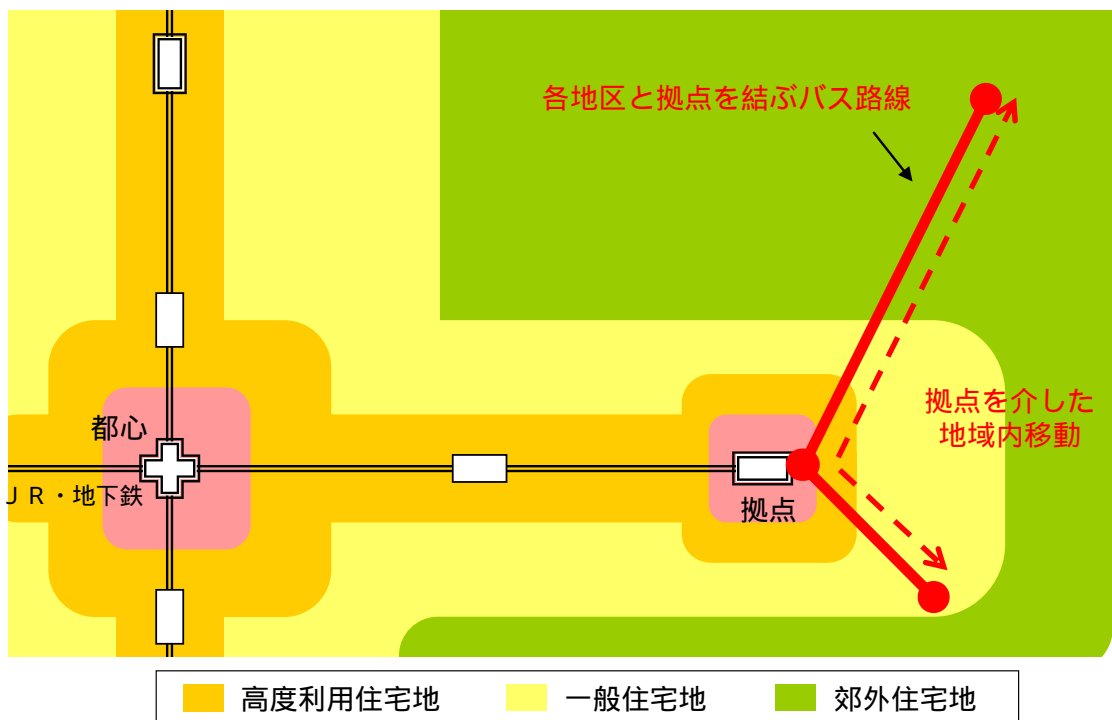 各地区と拠点を結ぶバス路線
拠点を介した
地域内移動
都心
ＪＲ・地下鉄
拠点
高度利用住宅地
一般住宅地
郊外住宅地